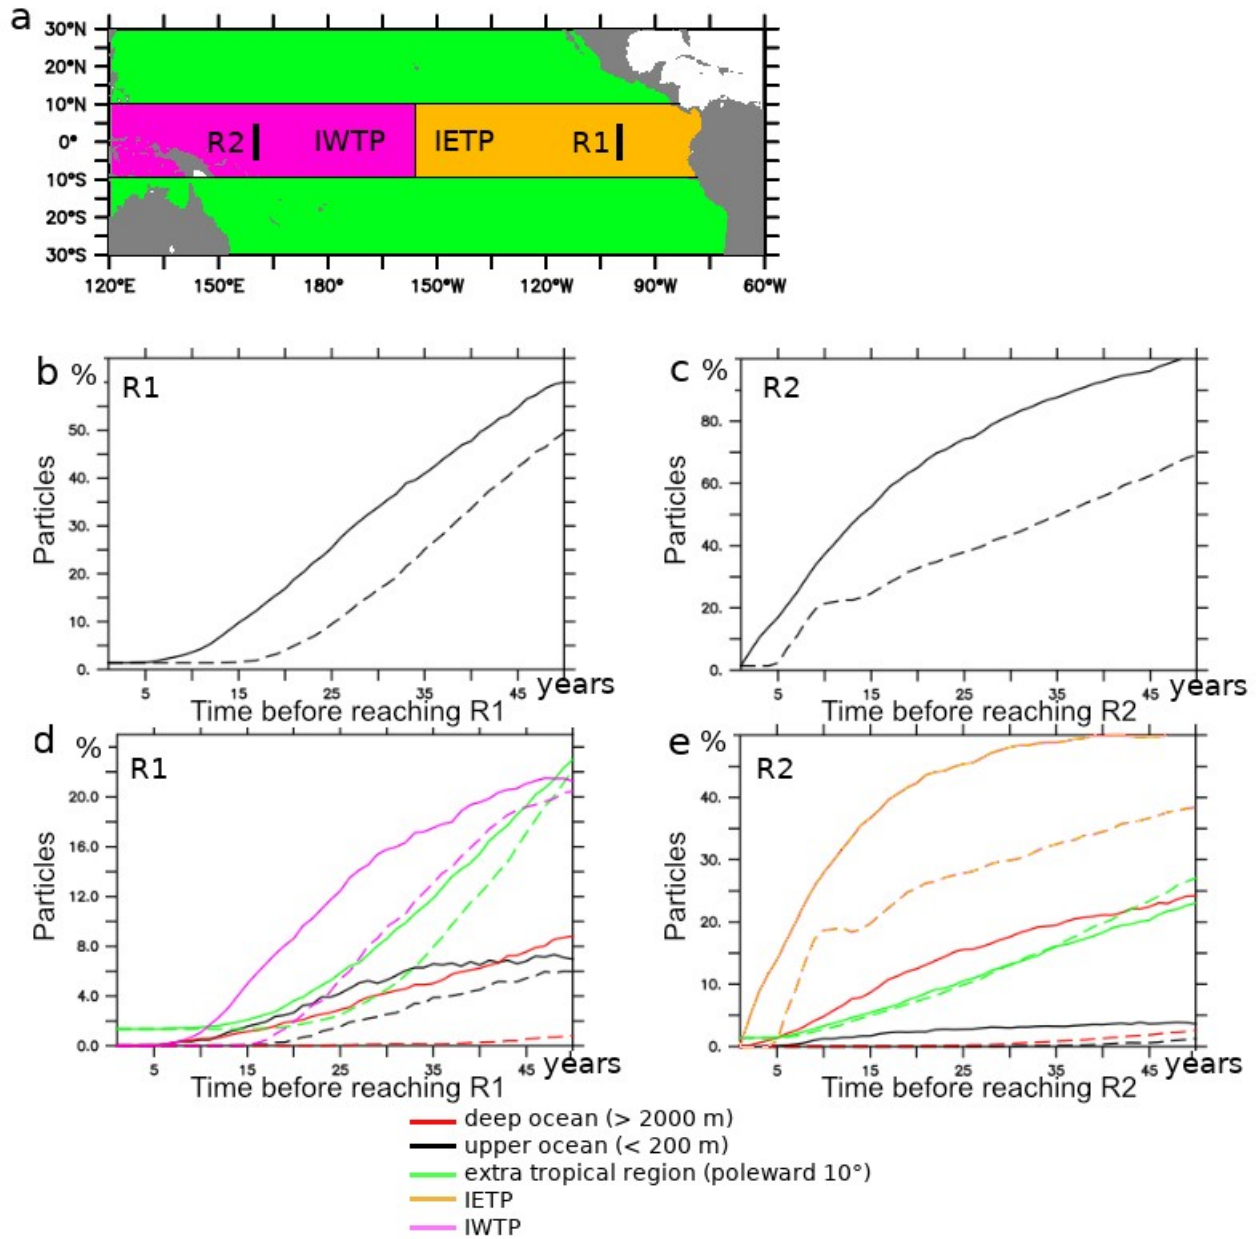 a
30°N
20°N
10°N
0°
10°S
20°S
30°S
R2
IWTP
IETP
R1
120°E 150°E 180° 150°W 120°W 90°W 60°W
b
%
R1
50.
40.
30.
20.
10.
0.
Particles
5 15 25 35 45 years
Time before reaching R1
c
%
R2
80.
60.
40.
20.
0.
Particles
5 15 25 35 45 years
Time before reaching R2
d
%
R1
20.0
16.0
12.0
8.0
4.0
0.0
Particles
5 15 25 35 45 years
Time before reaching R1
e
%
R2
40.
30.
20.
10.
0.
Particles
5 15 25 35 45 years
Time before reaching R2
deep ocean (> 2000 m)
upper ocean (< 200 m)
extra tropical region (poleward 10°)
IETP
IWTP